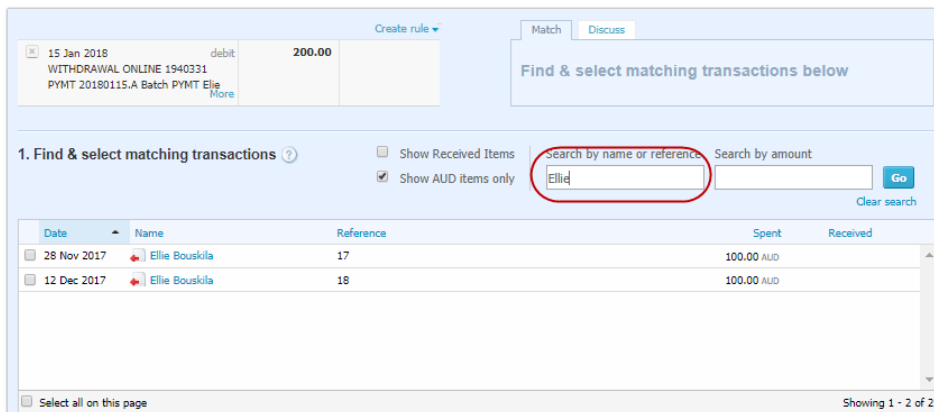 Create rule
Match Discuss
15 Jan 2018 debit 200.00
WITHDRAWAL ONLINE 1940331
PYMT 20180115.A Batch PYMT Elie
More
Find & select matching transactions below
1. Find & select matching transactions ?
Show Received Items
Show AUD items only
Search by name or reference Search by amount
Ellie
Go
Clear search
Date Name Reference Spent Received
28 Nov 2017 Ellie Bouskila 17 100.00 AUD
12 Dec 2017 Ellie Bouskila 18 100.00 AUD
Select all on this page Showing 1 - 2 of 2